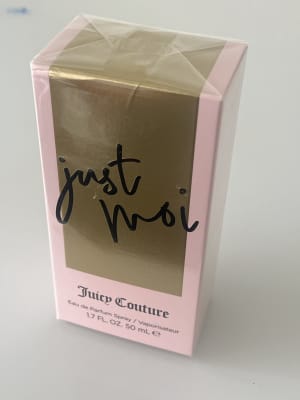 just
moi
Juicy Couture
Eau de Parfum Spray / Vaporisateur
1.7 FL. OZ. 50 mL ℮